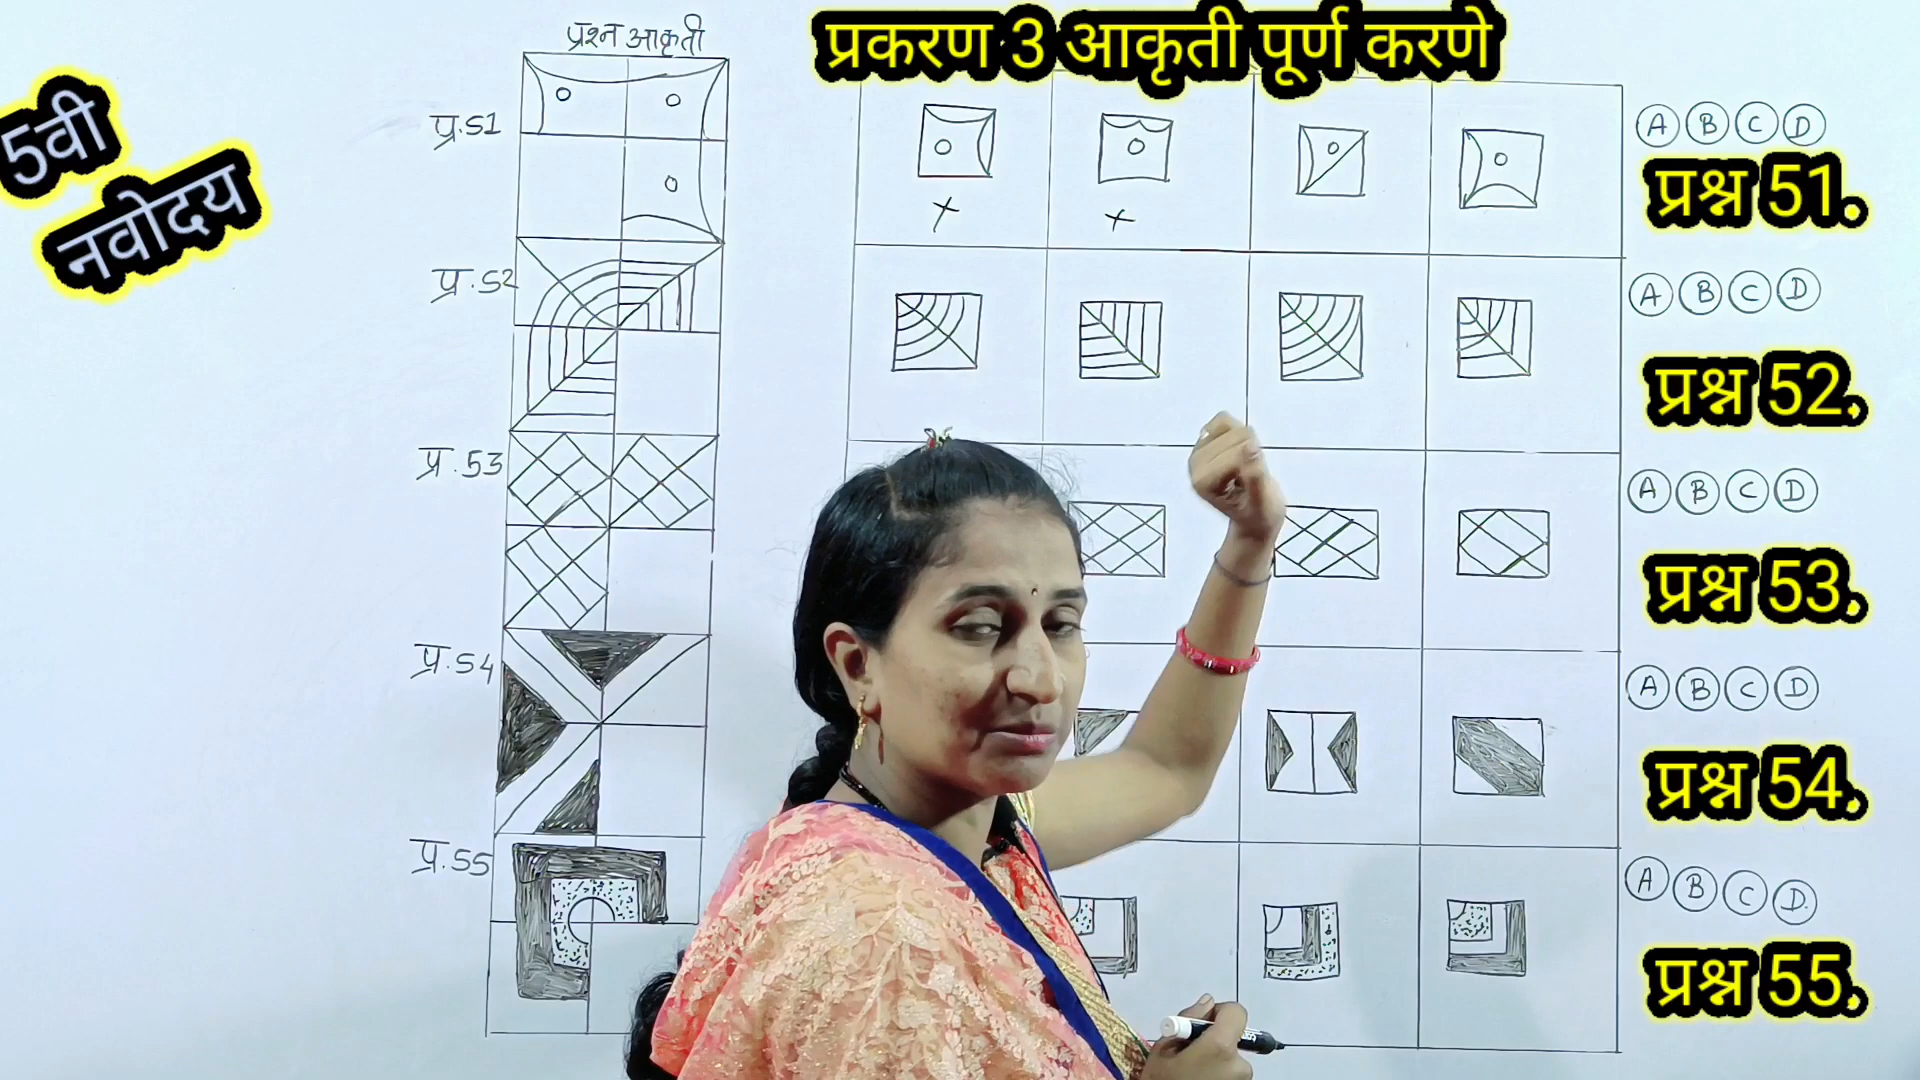 प्रश्न आकृती
प्रकरण 3 आकृती पूर्ण करणे
5वी
नवोदय
प्र.51
A B C D
प्रश्न 51.
प्र.52
A B C D
प्रश्न 52.
प्र.53
A B C D
प्रश्न 53.
प्र.54
A B C D
प्रश्न 54.
प्र.55
A B C D
प्रश्न 55.